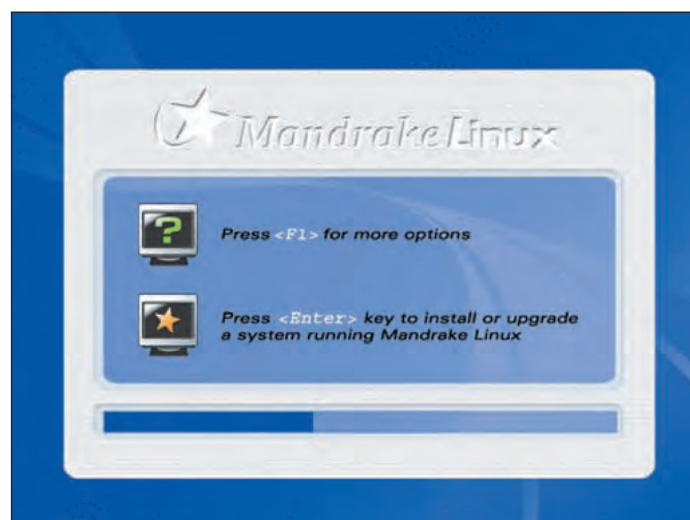 Mandrake Linux
?
Press <F1> for more options
Press <Enter> key to install or upgrade
a system running Mandrake Linux